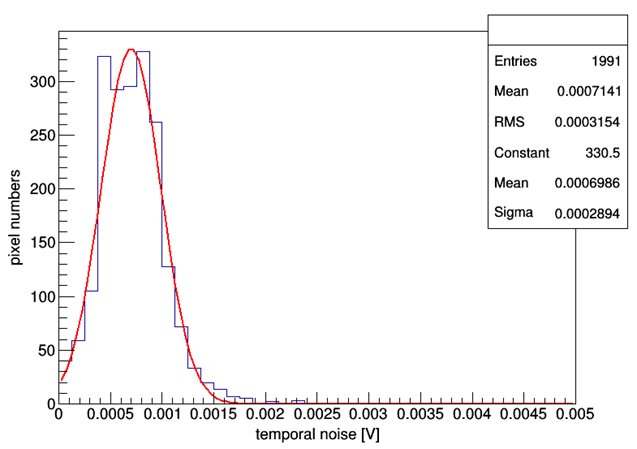 Entries 1991
Mean 0.0007141
RMS 0.0003154
Constant 330.5
Mean 0.0006986
Sigma 0.0002894
pixel numbers
300
250
200
150
100
50
0
0 0.0005 0.001 0.0015 0.002 0.0025 0.003 0.0035 0.004 0.0045 0.005
temporal noise [V]